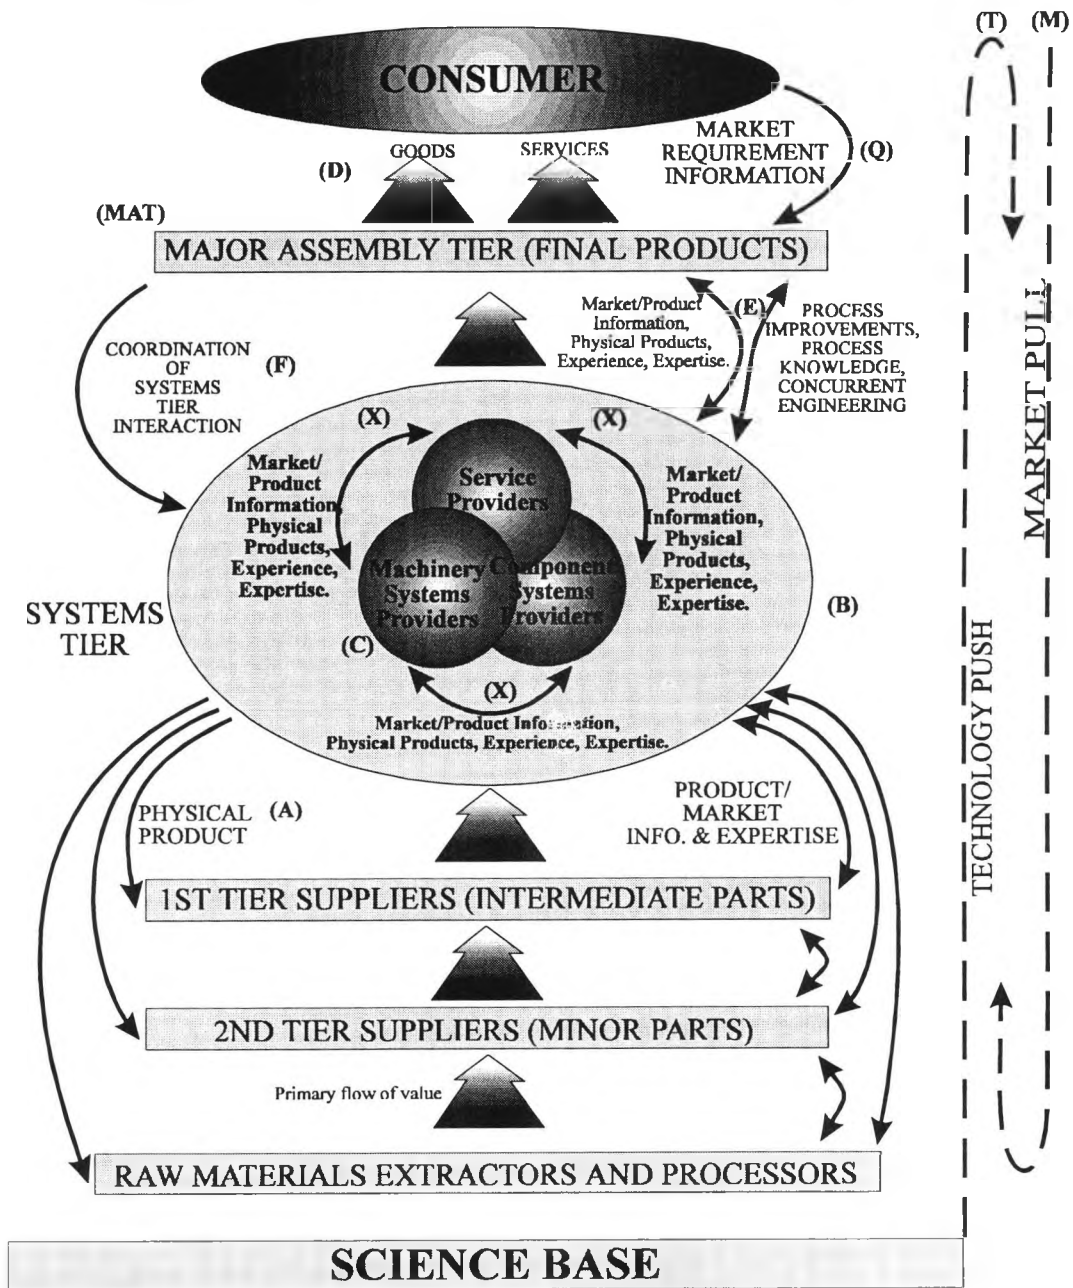 (T) (M)
CONSUMER
GOODS
SERVICES
(D)
MARKET
REQUIREMENT
INFORMATION
(Q)
(MAT)
MAJOR ASSEMBLY TIER (FINAL PRODUCTS)
Market/Product
Information,
Physical Products,
Experience, Expertise.
(E)
PROCESS
IMPROVEMENTS,
PROCESS
KNOWLEDGE,
CONCURRENT
ENGINEERING
COORDINATION
OF
SYSTEMS
TIER
INTERACTION
(F)
(X)
(X)
Market/
Product
Information,
Physical
Products,
Experience,
Expertise.
Service
Providers
Market/
Product
Information,
Physical
Products,
Experience,
Expertise.
Machinery
Systems
Providers
Component
Systems
Providers
SYSTEMS
TIER
(B)
(C)
(X)
Market/Product Information,
Physical Products, Experience, Expertise.
PHYSICAL
PRODUCT
(A)
PRODUCT/
MARKET
INFO. & EXPERTISE
1ST TIER SUPPLIERS (INTERMEDIATE PARTS)
2ND TIER SUPPLIERS (MINOR PARTS)
Primary flow of value
RAW MATERIALS EXTRACTORS AND PROCESSORS
SCIENCE BASE
TECHNOLOGY PUSH
MARKET PULL